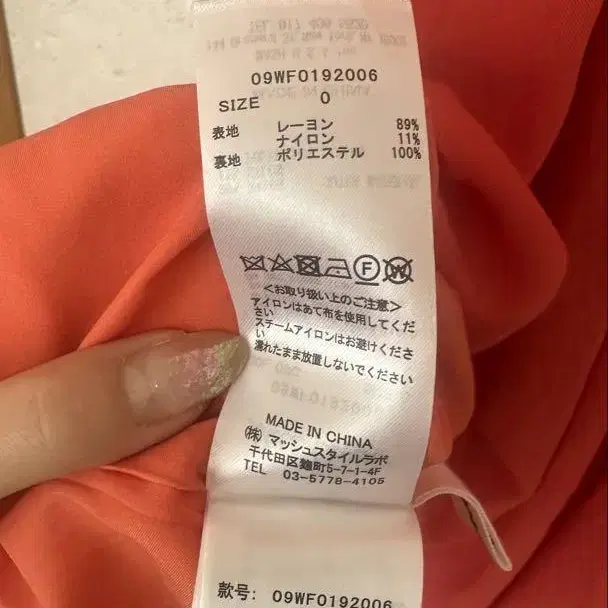 09WF0192006
SIZE 0
表地 レーヨン 89%
ナイロン 11%
裏地 ポリエステル 100%
F W
<お取り扱い上のご注意>
アイロンはあて布を使用してくだ
さい
スチームアイロンはお避けくださ
い
濡れたまま放置しないでください
MADE IN CHINA
㈱ マッシュスタイルラボ
千代田区麹町5-7-1-4F
TEL 03-5778-4105
款号: 09WF0192006